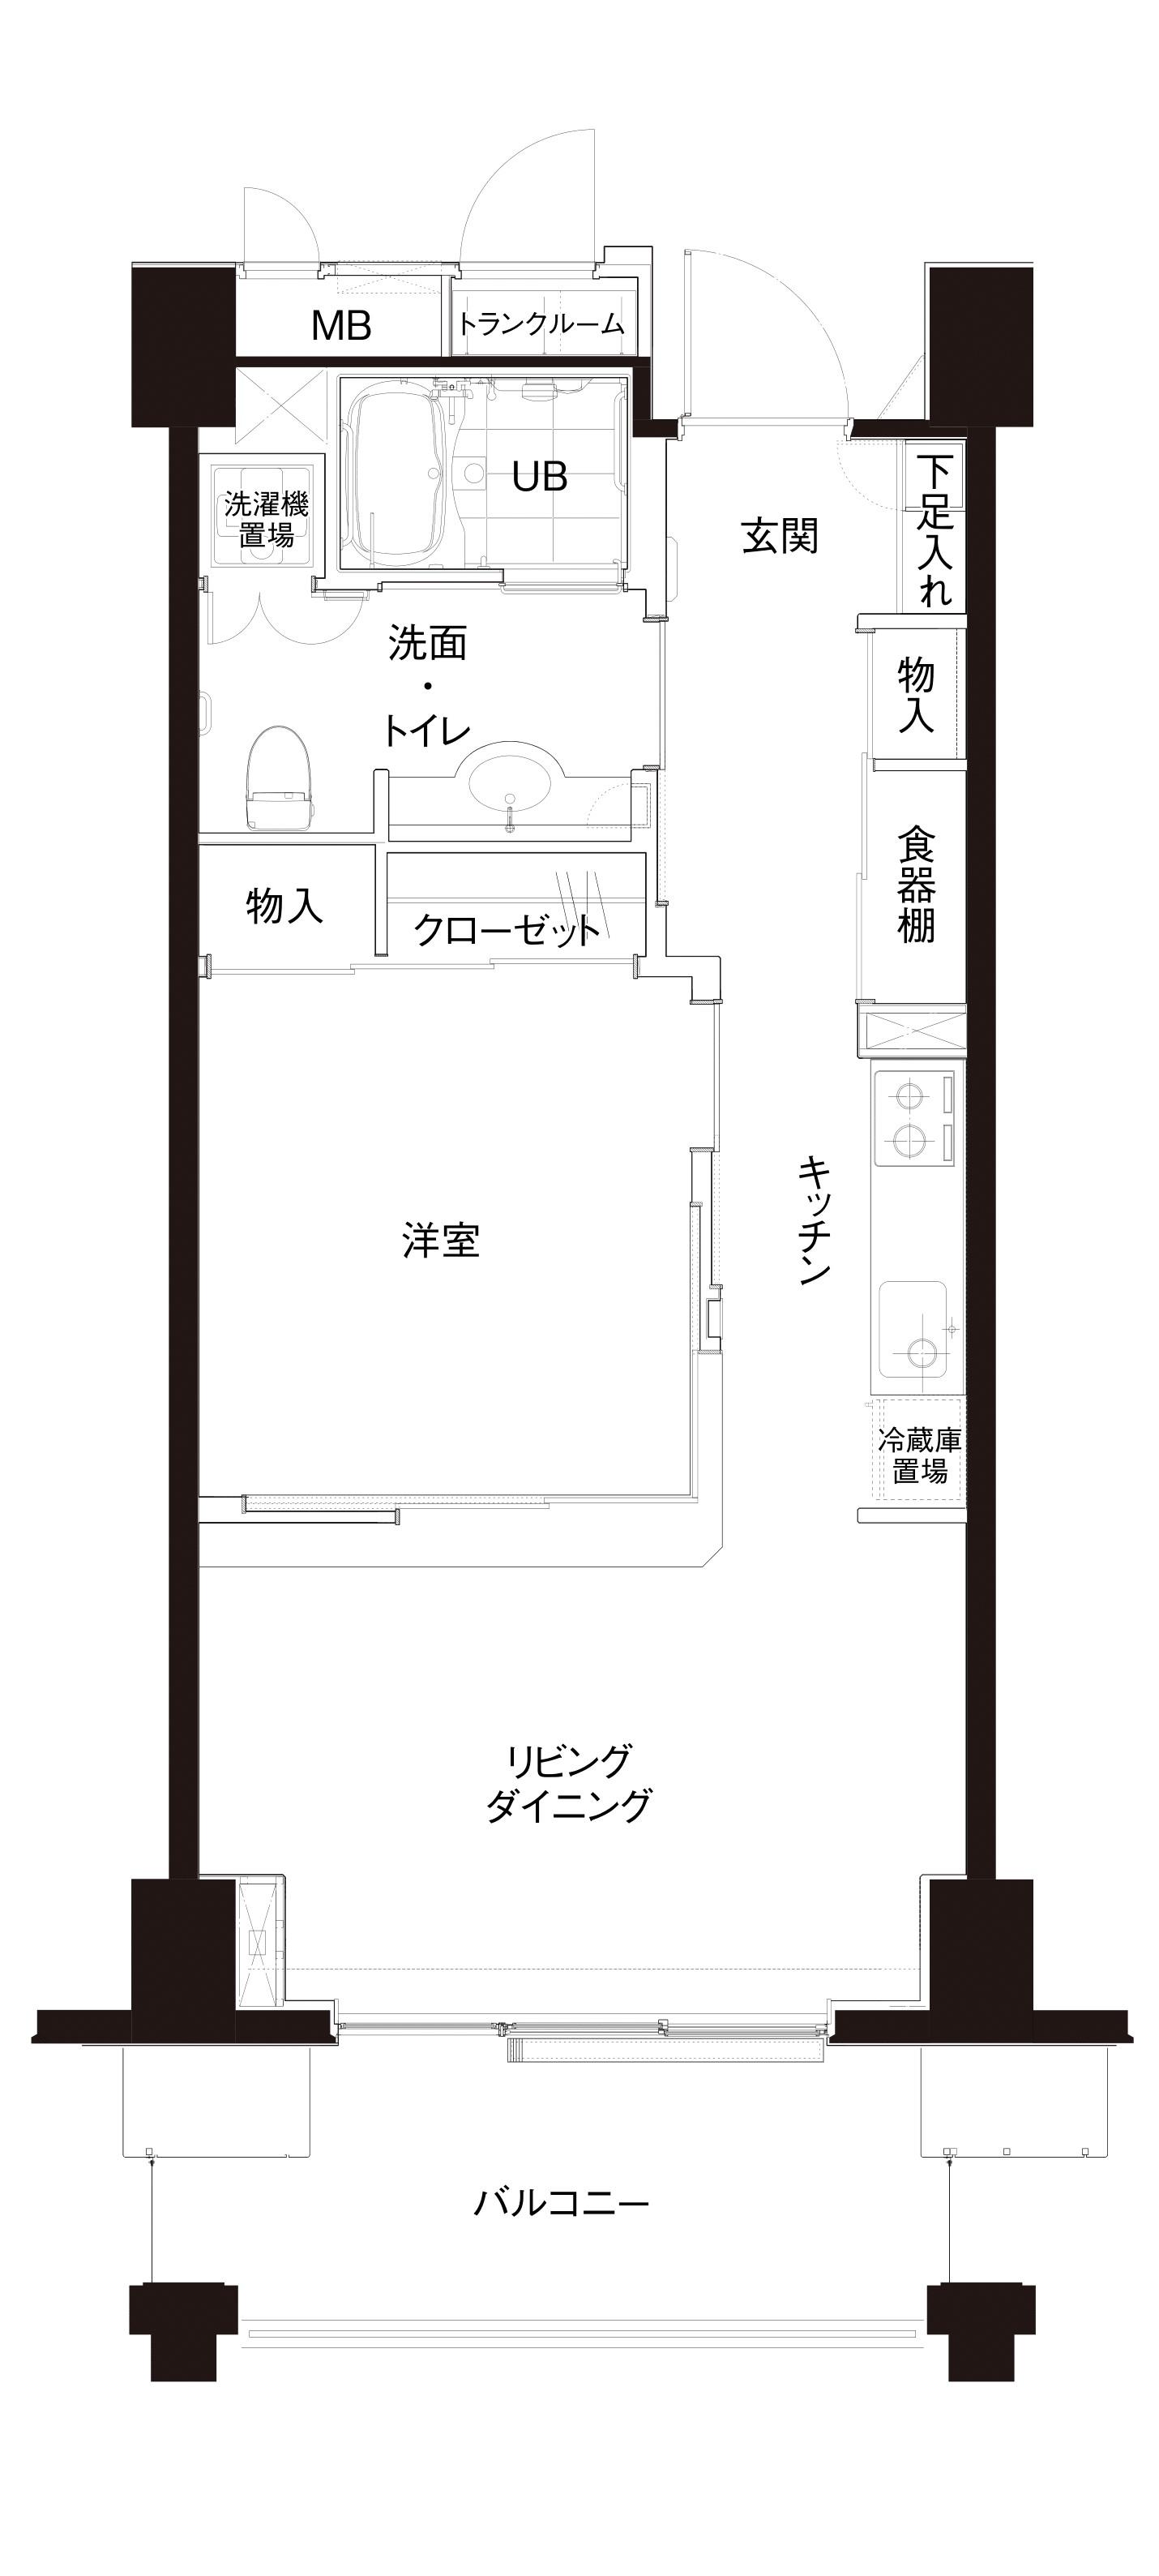 MB
トランクルーム
UB
洗濯機
置場
玄関
下足入れ
洗面
・
トイレ
物入
食器棚
物入
クローゼット
洋室
キッチン
冷蔵庫
置場
リビング
ダイニング
バルコニー